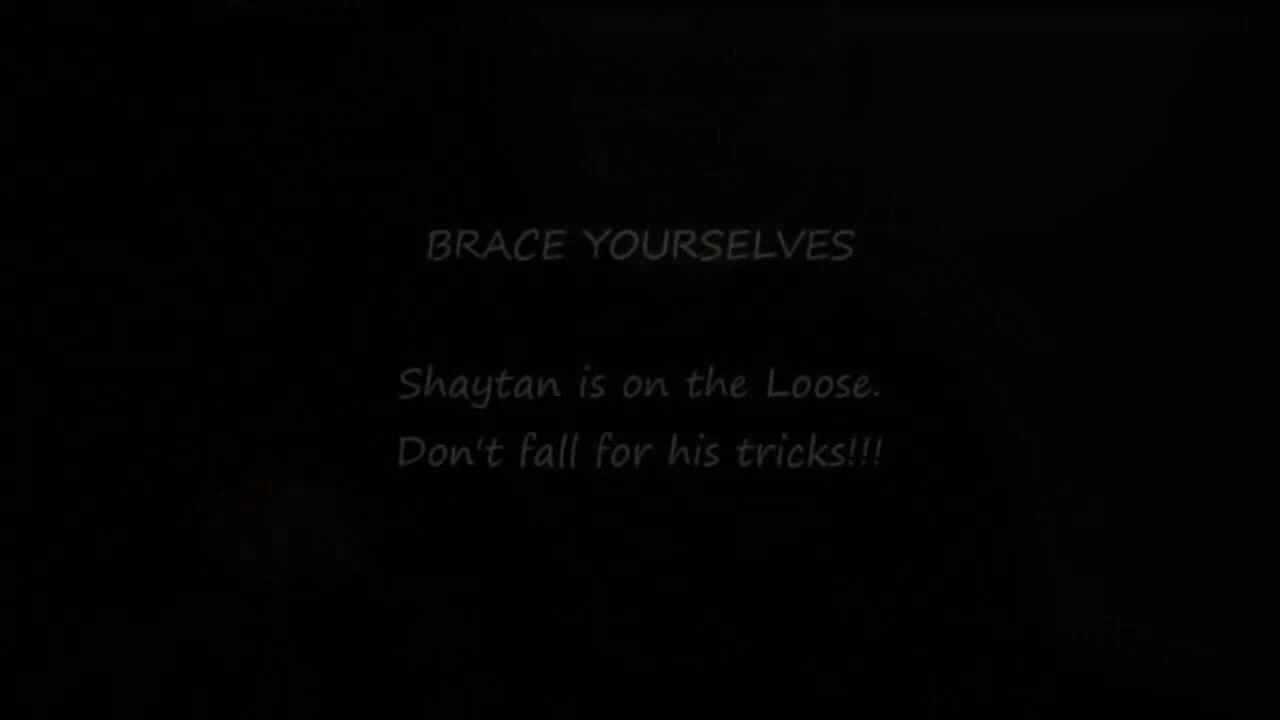 BRACE YOURSELVES
Shaytan is on the Loose.
Don't fall for his tricks!!!